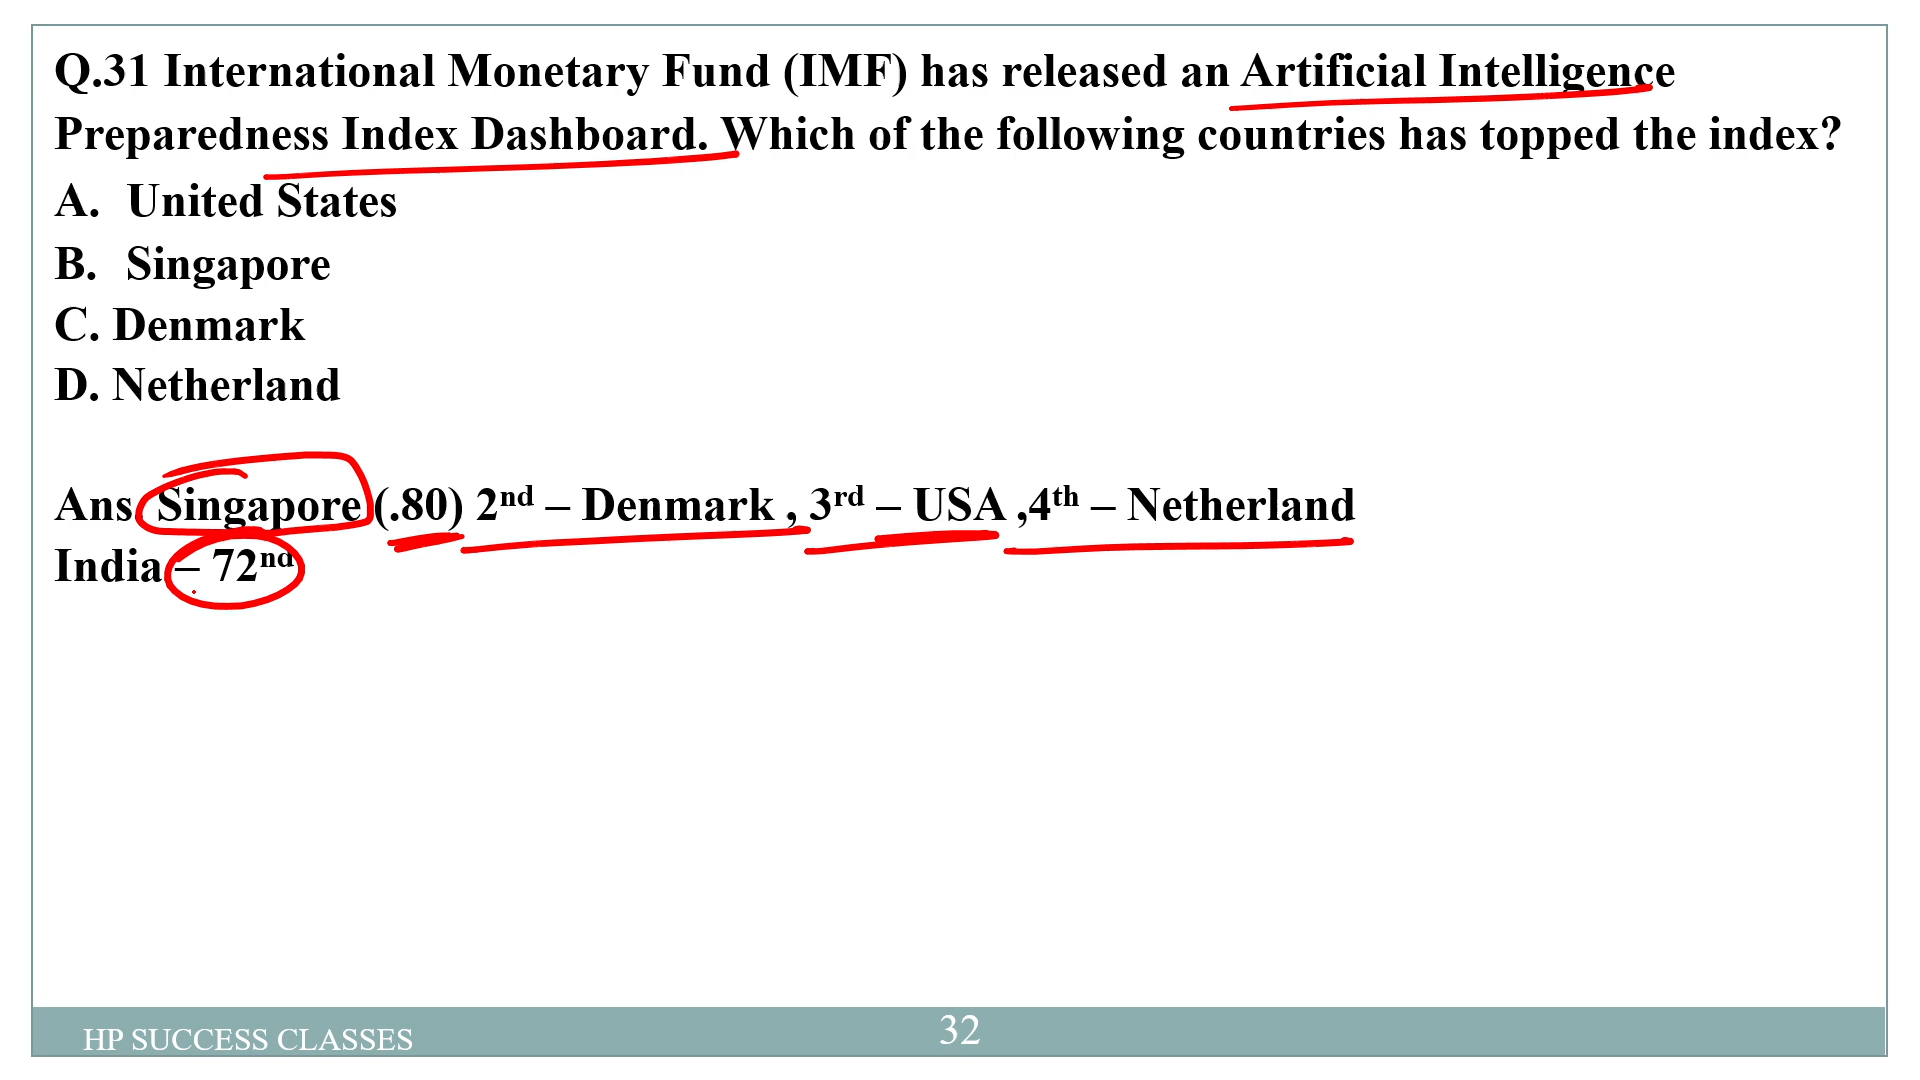 Q.31 International Monetary Fund (IMF) has released an Artificial Intelligence
Preparedness Index Dashboard. Which of the following countries has topped the index?
A. United States
B. Singapore
C. Denmark
D. Netherland
Ans Singapore (.80) 2nd – Denmark , 3rd – USA ,4th – Netherland
India – 72nd
HP SUCCESS CLASSES
32